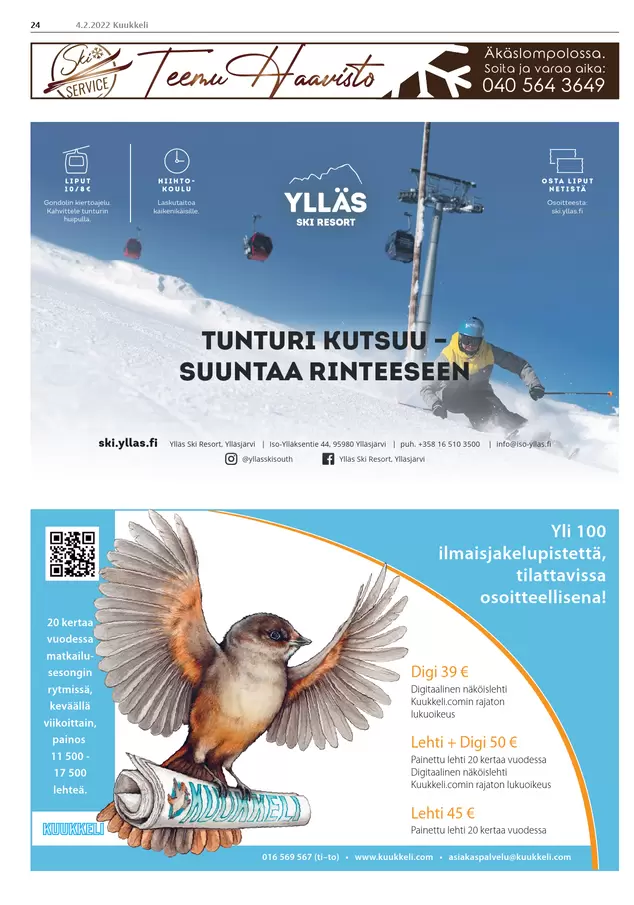 24
4.2.2022 Kuukkeli
Ski
SERVICE
Teemu Haavisto
Äkäslompolossa.
Soita ja varaa aika:
040 564 3649
LIPUT
10/8€
Gondolin kiertoajelu.
Kahvittele tunturin
huipulla.
HIIHTO-
KOULU
Laskutaitoa
kaikenikäisille.
YLLÄS
SKI RESORT
OSTA LIPUT
NETISTÄ
Osoitteesta:
ski.yllas.fi
TUNTURI KUTSUU –
SUUNTAA RINTEESEEN
ski.yllas.fi Ylläs Ski Resort, Ylläsjärvi | Iso-Ylläksentie 44, 95980 Ylläsjärvi | puh. +358 16 510 3500 | info@iso-yllas.fi
@yllasskisouth Ylläs Ski Resort, Ylläsjärvi
Yli 100
ilmaisjakelupistettä,
tilattavissa
osoitteellisena!
20 kertaa
vuodessa
matkailu-
sesongin
rytmissä,
keväällä
viikoittain,
painos
11 500 -
17 500
lehteä.
KUUKKELI
KUUKKELI
Digi 39 €
Digitaalinen näköislehti
Kuukkeli.comin rajaton
lukuoikeus
Lehti + Digi 50 €
Painettu lehti 20 kertaa vuodessa
Digitaalinen näköislehti
Kuukkeli.comin rajaton lukuoikeus
Lehti 45 €
Painettu lehti 20 kertaa vuodessa
016 569 567 (ti–to) • www.kuukkeli.com • asiakaspalvelu@kuukkeli.com